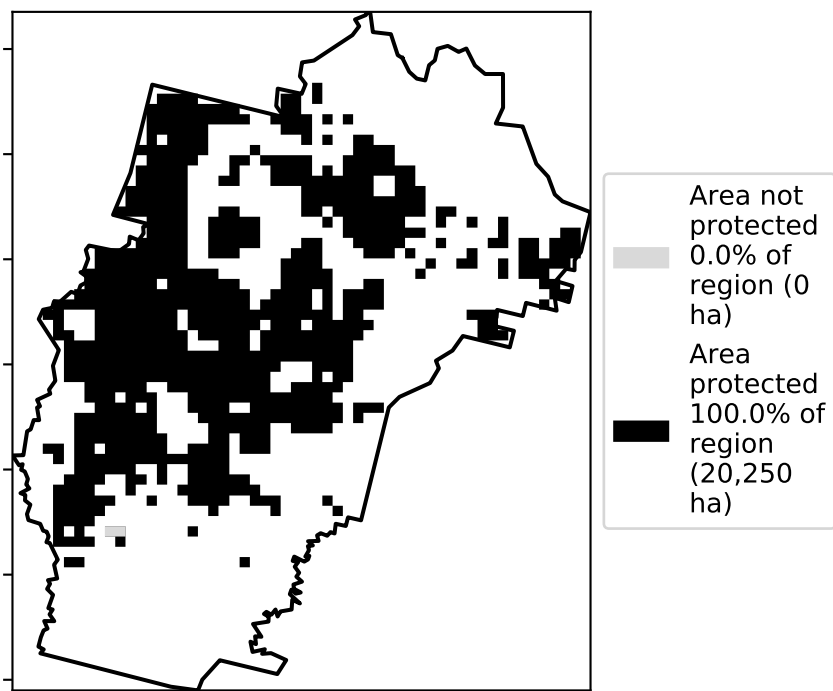 Area not
protected
0.0% of
region (0
ha)
Area
protected
100.0% of
region
(20,250
ha)